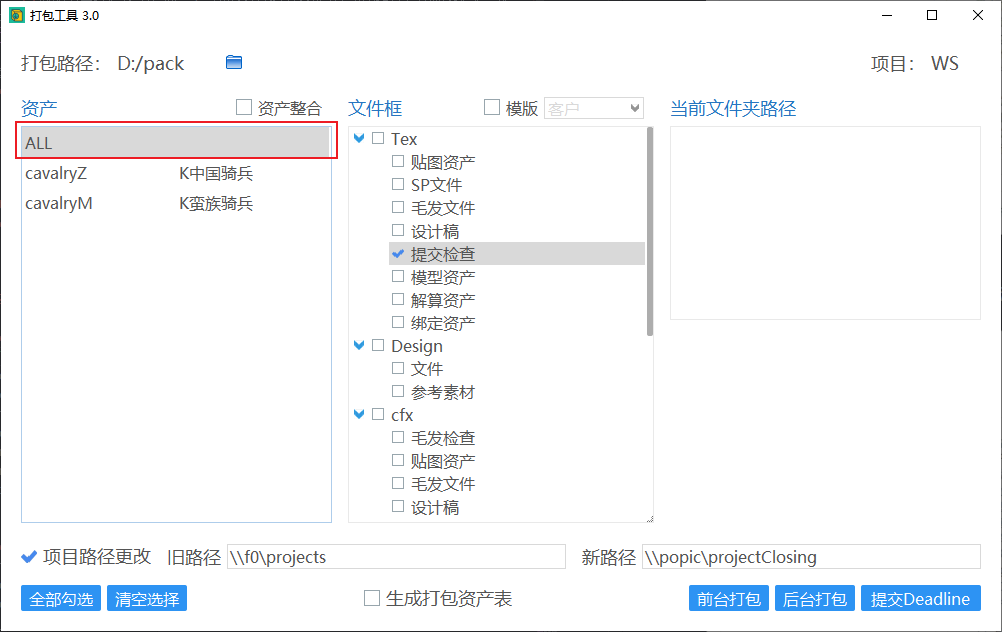 打包工具 3.0
打包路径： D:/pack 项目： WS
资产 资产整合 文件框 模版 客户 当前文件夹路径
ALL
cavalryZ K中国骑兵
cavalryM K蛮族骑兵
Tex
贴图资产
SP文件
毛发文件
设计稿
提交检查
模型资产
解算资产
绑定资产
Design
文件
参考素材
cfx
毛发检查
贴图资产
毛发文件
设计稿
项目路径更改 旧路径 \\f0\projects 新路径 \\popic\projectClosing
全部勾选 清空选择 生成打包资产表 前台打包 后台打包 提交Deadline